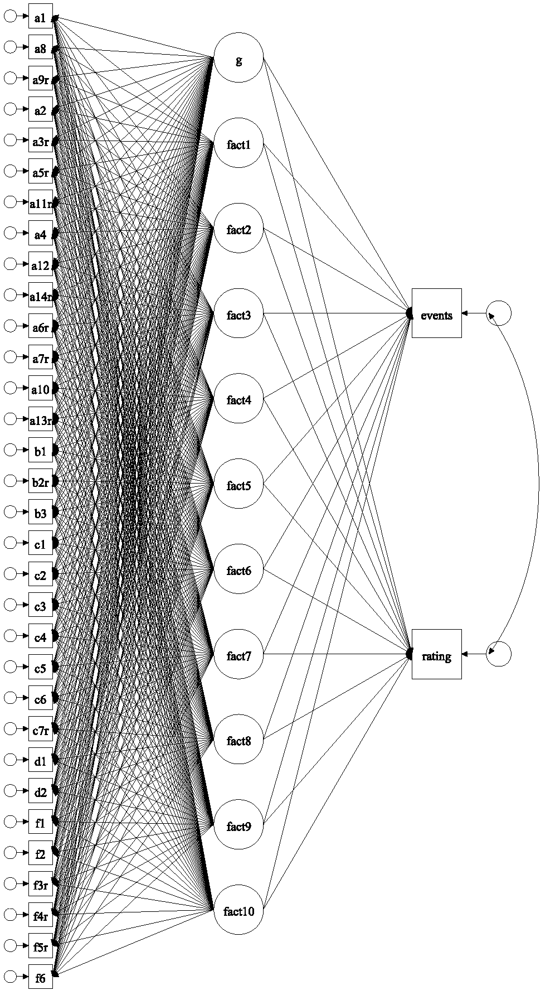 a1
a8
a9r
a2
a3r
a5r
a11r
a4
a12
a14r
a6r
a7r
a10
a13r
b1
b2r
b3
c1
c2
c3
c4
c5
c6
c7r
d1
d2
f1
f2
f3r
f4r
f5r
f6
g
fact1
fact2
fact3
fact4
fact5
fact6
fact7
fact8
fact9
fact10
events
rating